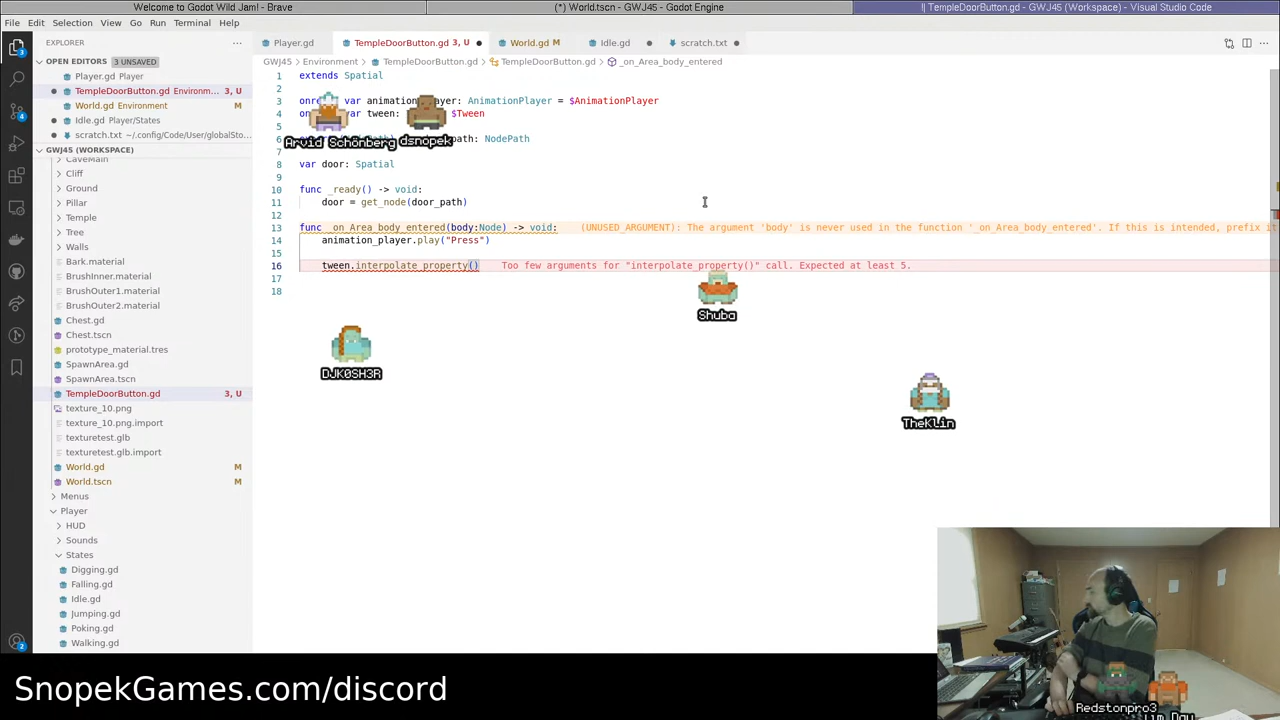 Welcome to Godot Wild Jam! - Brave
(*) World.tscn - GWJ45 - Godot Engine
TempleDoorButton.gd - GWJ45 (Workspace) - Visual Studio Code
File Edit Selection View Go Run Terminal Help
EXPLORER
OPEN EDITORS 3 UNSAVED
Player.gd Player
TempleDoorButton.gd Environm... 3, U
World.gd Environment M
Idle.gd Player/States
scratch.txt ~/.config/Code/User/globalSto...
GWJ45 (WORKSPACE)
CaveMain
Cliff
Ground
Pillar
Temple
Tree
Walls
Bark.material
BrushInner.material
BrushOuter1.material
BrushOuter2.material
Chest.gd
Chest.tscn
prototype_material.tres
SpawnArea.gd
SpawnArea.tscn
TempleDoorButton.gd 3, U
texture_10.png
texture_10.png.import
texturetest.glb
texturetest.glb.import
World.gd M
World.tscn M
Menus
Player
HUD
Sounds
States
Digging.gd
Falling.gd
Idle.gd
Jumping.gd
Poking.gd
Walking.gd
Player.gd
TempleDoorButton.gd 3, U
World.gd M
Idle.gd
scratch.txt
GWJ45 > Environment > TempleDoorButton.gd > TempleDoorButton.gd > _on_Area_body_entered
1 extends Spatial
2
3 var animation_player: AnimationPlayer = $AnimationPlayer
4 var tween: $Tween
6 path: NodePath
7
8 var door: Spatial
9
10 func _ready() -> void:
11 door = get_node(door_path)
12
13 func _on_Area_body_entered(body:Node) -> void: (UNUSED_ARGUMENT): The argument 'body' is never used in the function '_on_Area_body_entered'. If this is intended, prefix it
14 animation_player.play("Press")
15
16 tween.interpolate_property() Too few arguments for "interpolate_property()" call. Expected at least 5.
17
18
Arvid Schönberg
dsnopek
Shuba
DJK0SH3R
TheKlin
Redstonpro3
SnopekGames.com/discord